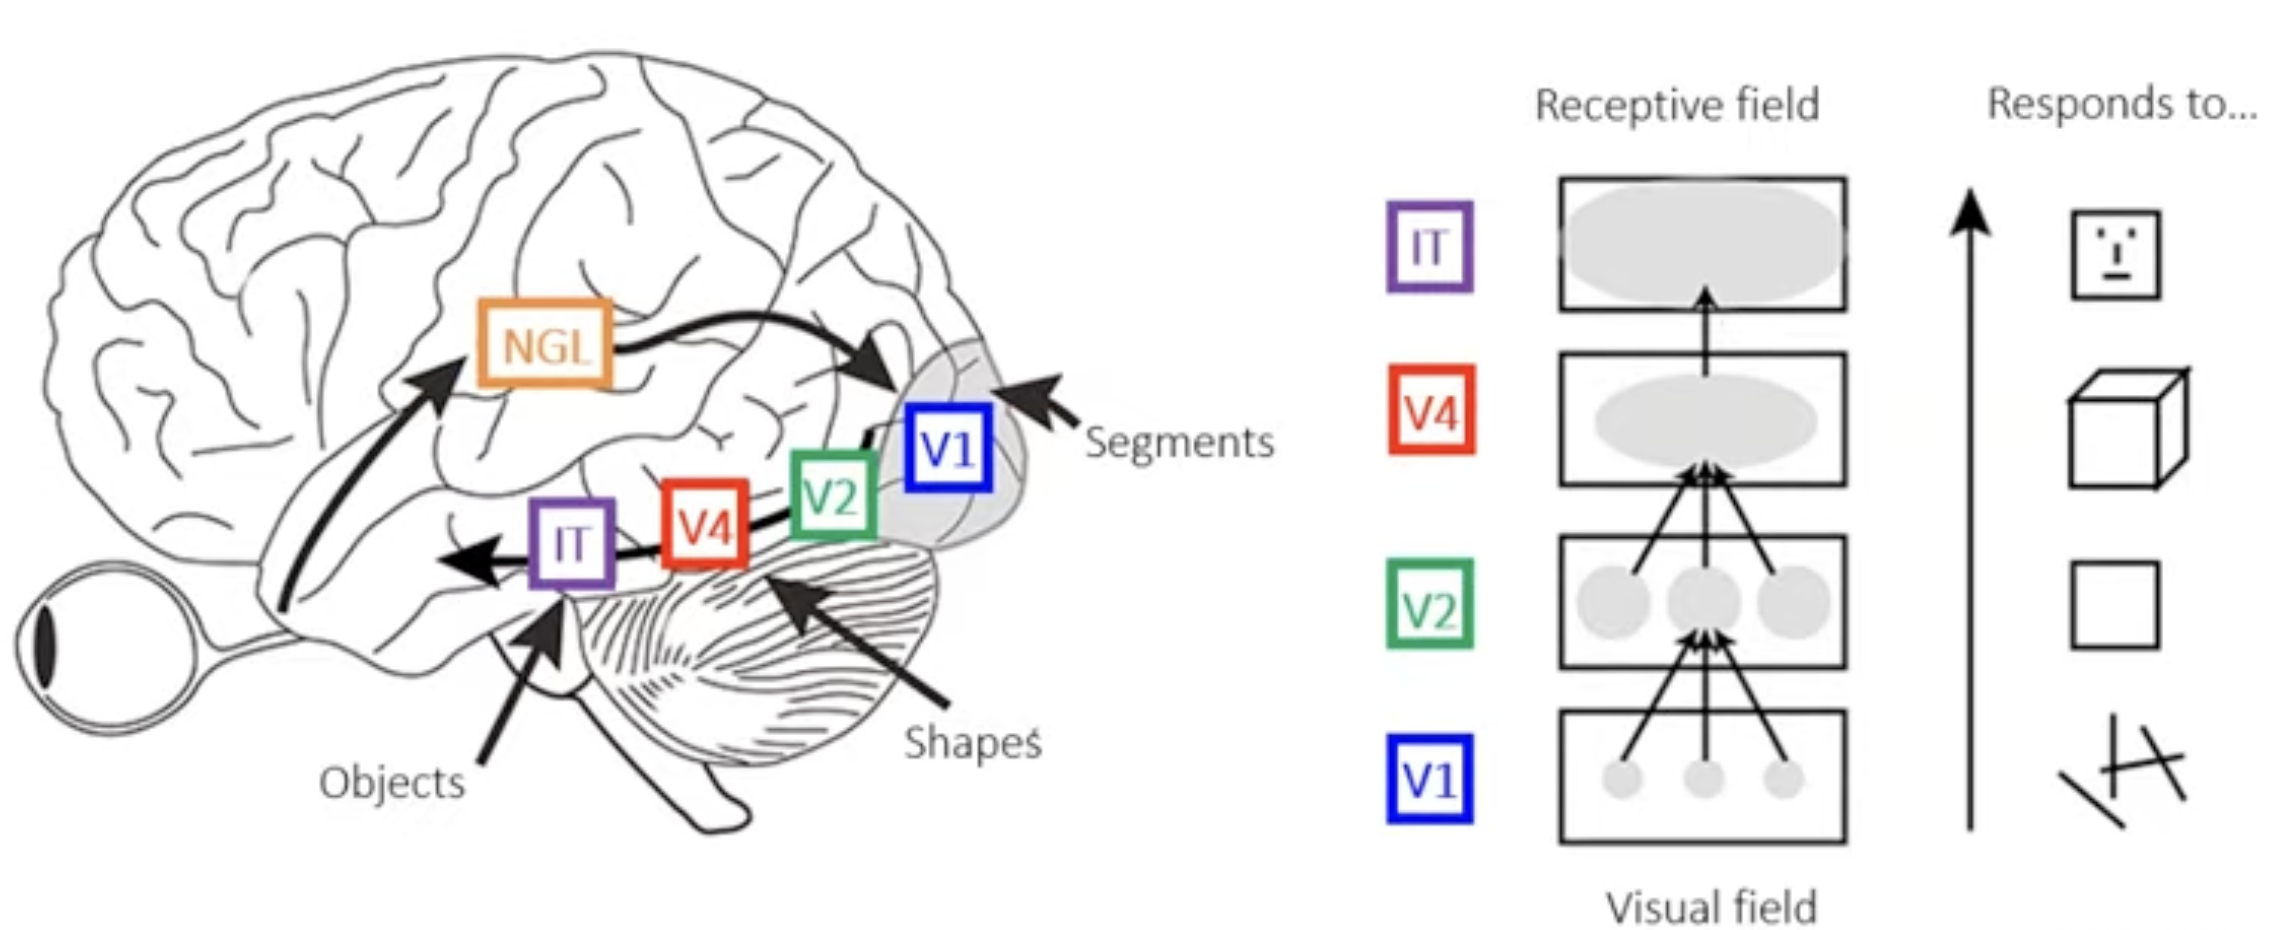 NGL
V1
Segments
V2
V4
IT
Shapes
Objects
Receptive field
Responds to...
IT
V4
V2
V1
Visual field